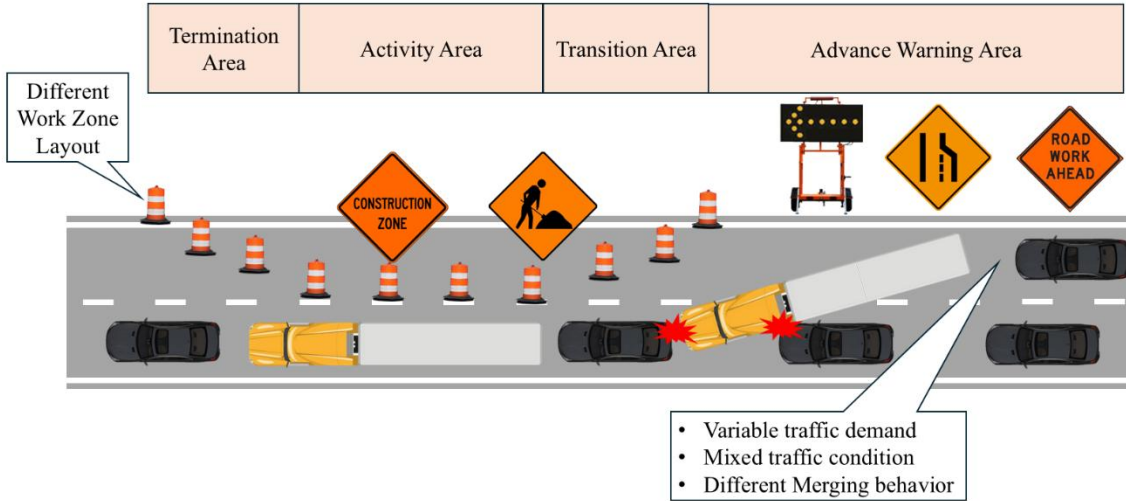 Termination
Area
Activity Area
Transition Area
Advance Warning Area
Different
Work Zone
Layout
CONSTRUCTION
ZONE
ROAD
WORK
AHEAD
• Variable traffic demand
• Mixed traffic condition
• Different Merging behavior